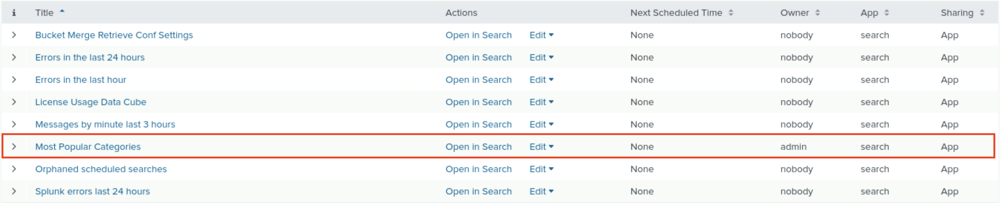 i Title Actions Next Scheduled Time Owner App Sharing
Bucket Merge Retrieve Conf Settings Open in Search Edit None nobody search App
Errors in the last 24 hours Open in Search Edit None nobody search App
Errors in the last hour Open in Search Edit None nobody search App
License Usage Data Cube Open in Search Edit None nobody search App
Messages by minute last 3 hours Open in Search Edit None nobody search App
Most Popular Categories Open in Search Edit None admin search App
Orphaned scheduled searches Open in Search Edit None nobody search App
Splunk errors last 24 hours Open in Search Edit None nobody search App